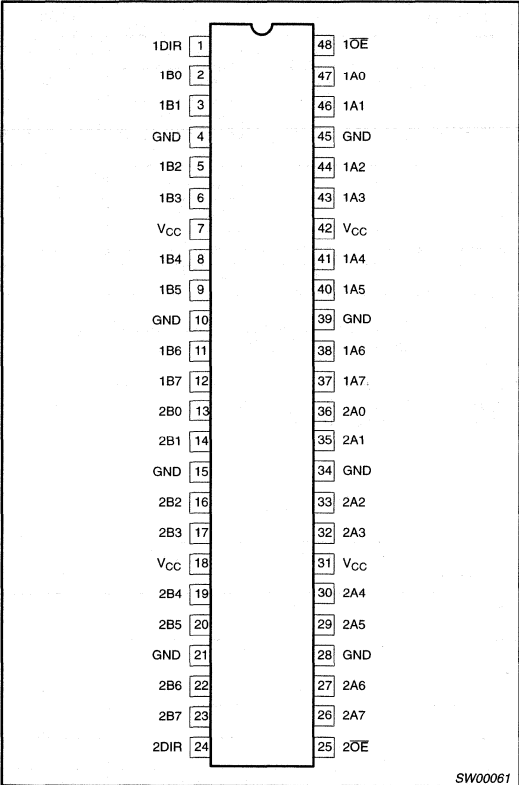 1DIR 1 48 1O̅E̅
1B0 2 47 1A0
1B1 3 46 1A1
GND 4 45 GND
1B2 5 44 1A2
1B3 6 43 1A3
VCC 7 42 VCC
1B4 8 41 1A4
1B5 9 40 1A5
GND 10 39 GND
1B6 11 38 1A6
1B7 12 37 1A7
2B0 13 36 2A0
2B1 14 35 2A1
GND 15 34 GND
2B2 16 33 2A2
2B3 17 32 2A3
VCC 18 31 VCC
2B4 19 30 2A4
2B5 20 29 2A5
GND 21 28 GND
2B6 22 27 2A6
2B7 23 26 2A7
2DIR 24 25 2O̅E̅
SW00061